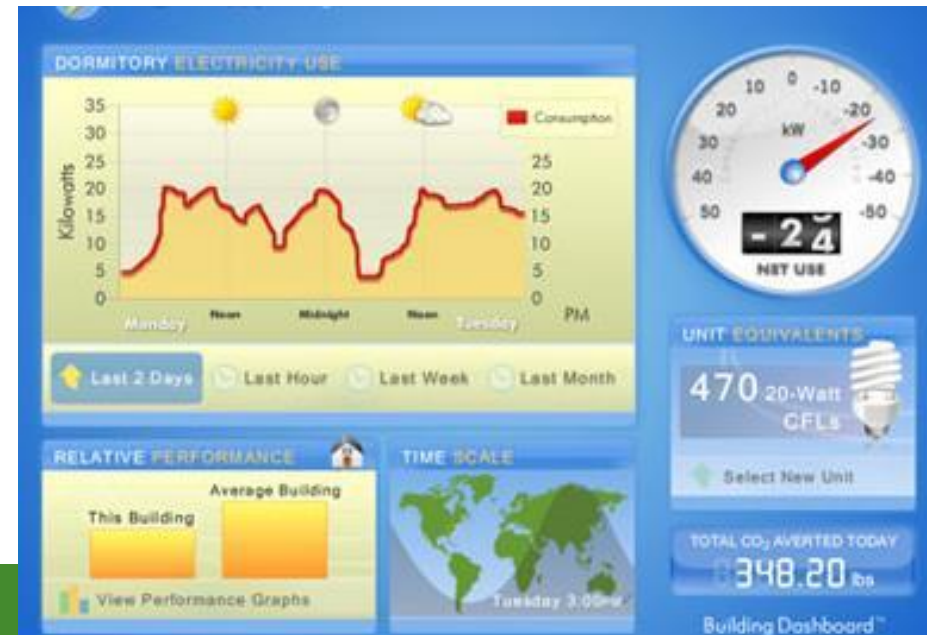 DORMITORY ELECTRICITY USE
35
30
25
20
15
10
5
0
Kilowatts
Consumption
25
20
15
10
5
0
Monday
Noon
Midnight
Noon
Tuesday
PM
Last 2 Days
Last Hour
Last Week
Last Month
RELATIVE PERFORMANCE
This Building
Average Building
View Performance Graphs
TIME SCALE
Tuesday 3:00PM
50
40
30
20
10
0
-10
-20
-30
-40
-50
kW
NET USE
UNIT EQUIVALENTS
470 20-Watt
CFLs
Select New Unit
TOTAL CO₂ AVERTED TODAY
348.20 lbs
Building Dashboard™